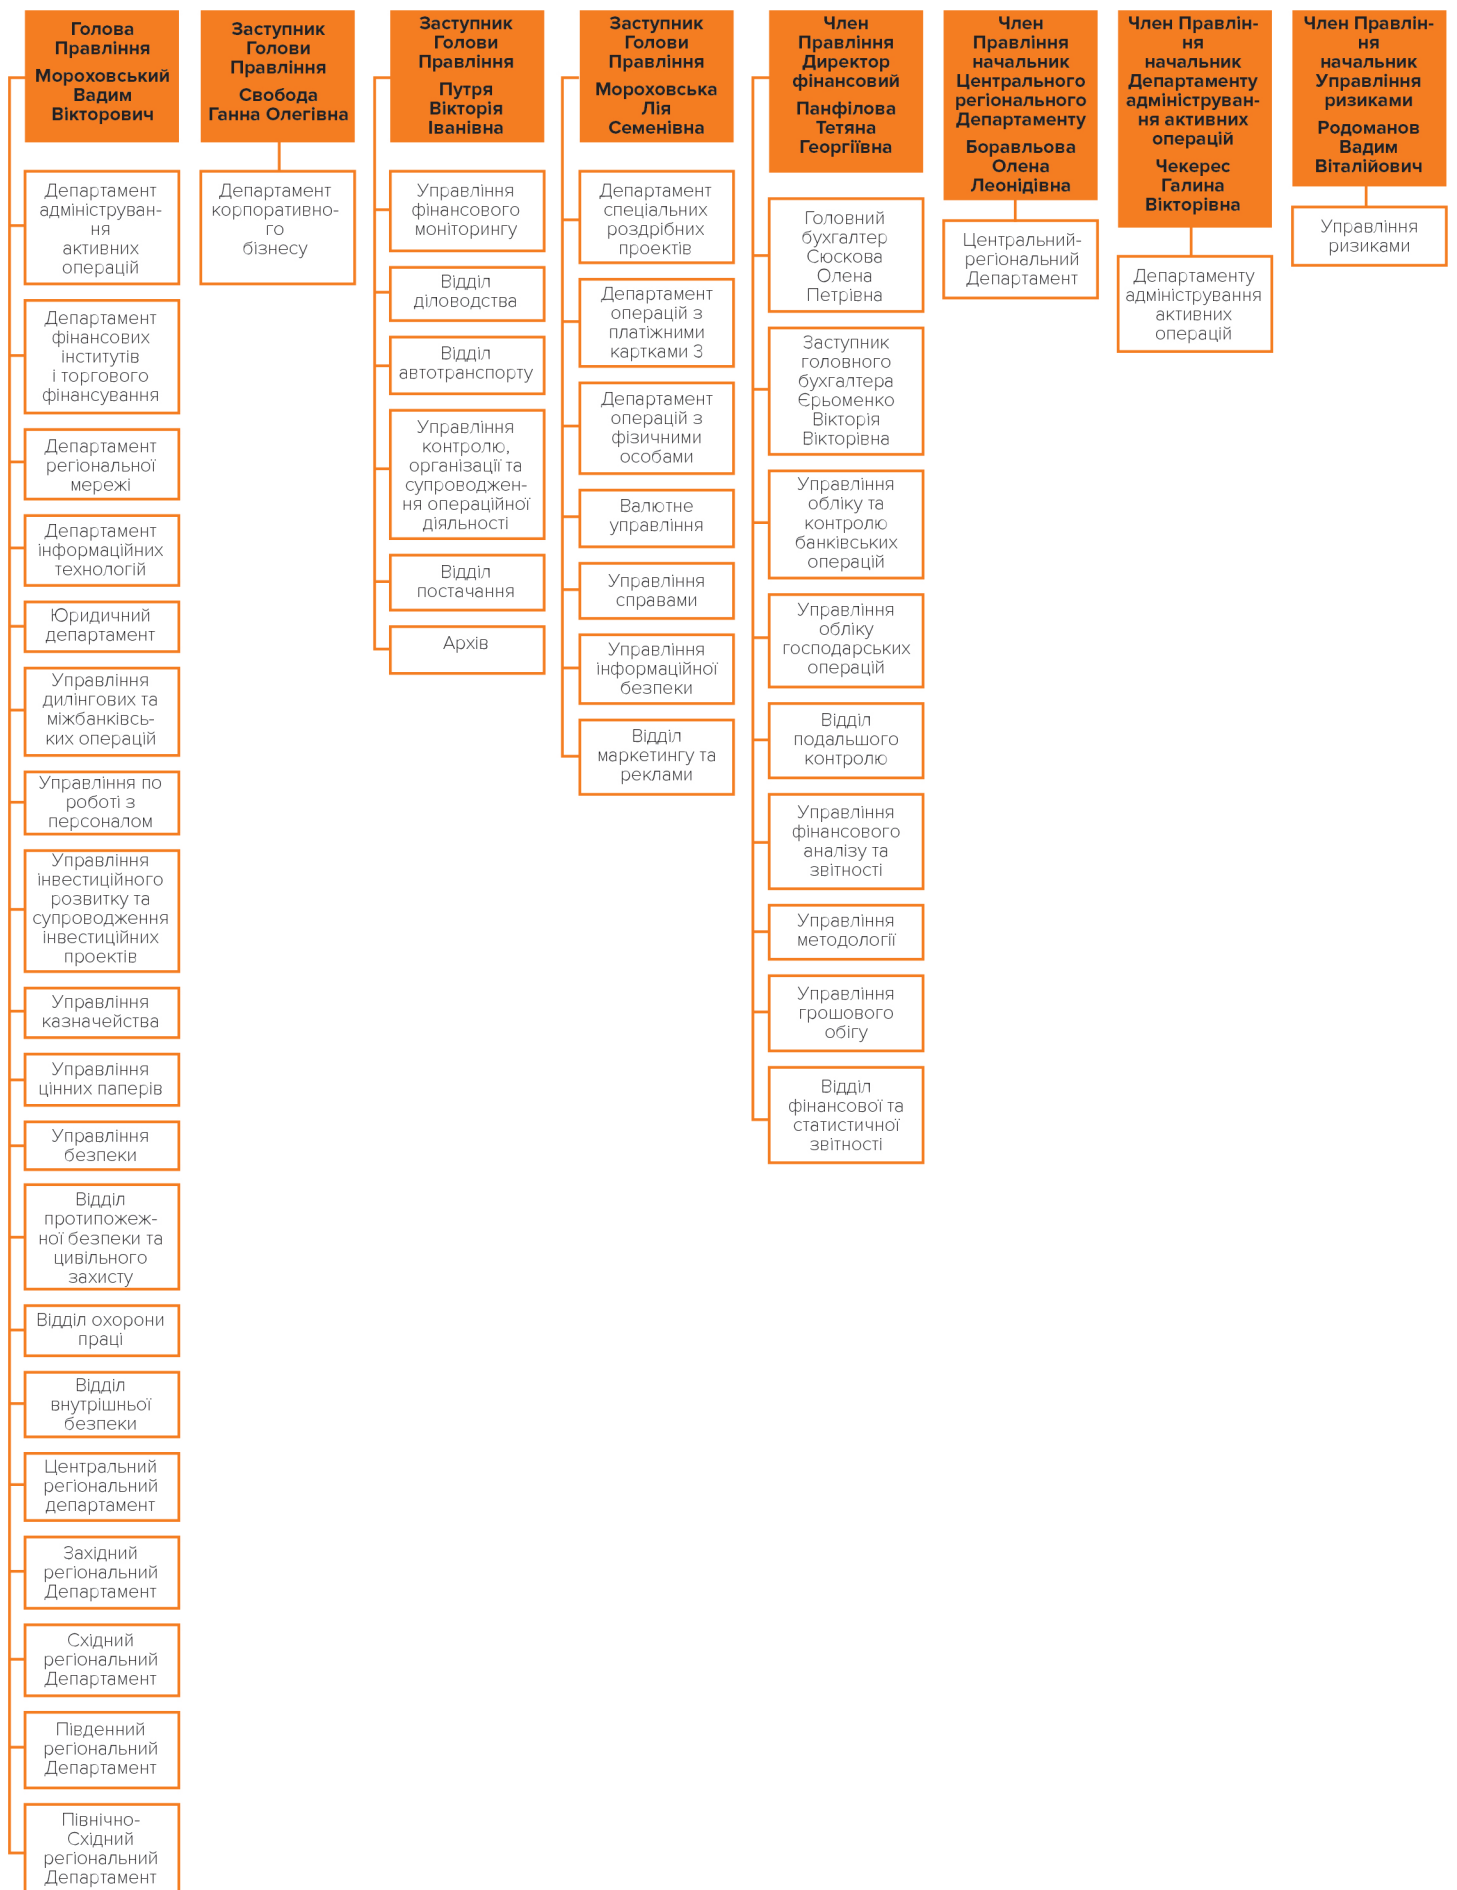 Голова
Правління
Мороховський
Вадим
Вікторович
Департамент
адмініструван-
ня
активних
операцій
Департамент
фінансових
інститутів
і торгового
фінансування
Департамент
регіональної
мережі
Департамент
інформаційних
технологій
Юридичний
департамент
Управління
дилінгових та
міжбанківсь-
ких операцій
Управління по
роботі з
персоналом
Управління
інвестиційного
розвитку та
супроводження
інвестиційних
проектів
Управління
казначейства
Управління
цінних паперів
Управління
безпеки
Відділ
протипожеж-
ної безпеки та
цивільного
захисту
Відділ охорони
праці
Відділ
внутрішньої
безпеки
Центральний
регіональний
департамент
Західний
регіональний
Департамент
Східний
регіональний
Департамент
Південний
регіональний
Департамент
Північно-
Східний
регіональний
Департамент
Заступник
Голови
Правління
Свобода
Ганна Олегівна
Департамент
корпоративно-
го
бізнесу
Заступник
Голови
Правління
Путря
Вікторія
Іванівна
Управління
фінансового
моніторингу
Відділ
діловодства
Відділ
автотранспорту
Управління
контролю,
організації та
супроводжен-
ня операційної
діяльності
Відділ
постачання
Архів
Заступник
Голови
Правління
Мороховська
Лія
Семенівна
Департамент
спеціальних
роздрібних
проектів
Департамент
операцій з
платіжними
картками З
Департамент
операцій з
фізичними
особами
Валютне
управління
Управління
справами
Управління
інформаційної
безпеки
Відділ
маркетингу та
реклами
Член
Правління
Директор
фінансовий
Панфілова
Тетяна
Георгіївна
Головний
бухгалтер
Сюскова
Олена
Петрівна
Заступник
головного
бухгалтера
Єрьоменко
Вікторія
Вікторівна
Управління
обліку та
контролю
банківських
операцій
Управління
обліку
господарських
операцій
Відділ
подальшого
контролю
Управління
фінансового
аналізу та
звітності
Управління
методології
Управління
грошового
обігу
Відділ
фінансової та
статистичної
звітності
Член
Правління
начальник
Центрального
регіонального
Департаменту
Боравльова
Олена
Леонідівна
Центральний-
регіональний
Департамент
Член Правлін-
ня
начальник
Департаменту
адмініструван-
ня активних
операцій
Чекерес
Галина
Вікторівна
Департаменту
адміністрування
активних
операцій
Член Правлін-
ня
начальник
Управління
ризиками
Родоманов
Вадим
Віталійович
Управління
ризиками